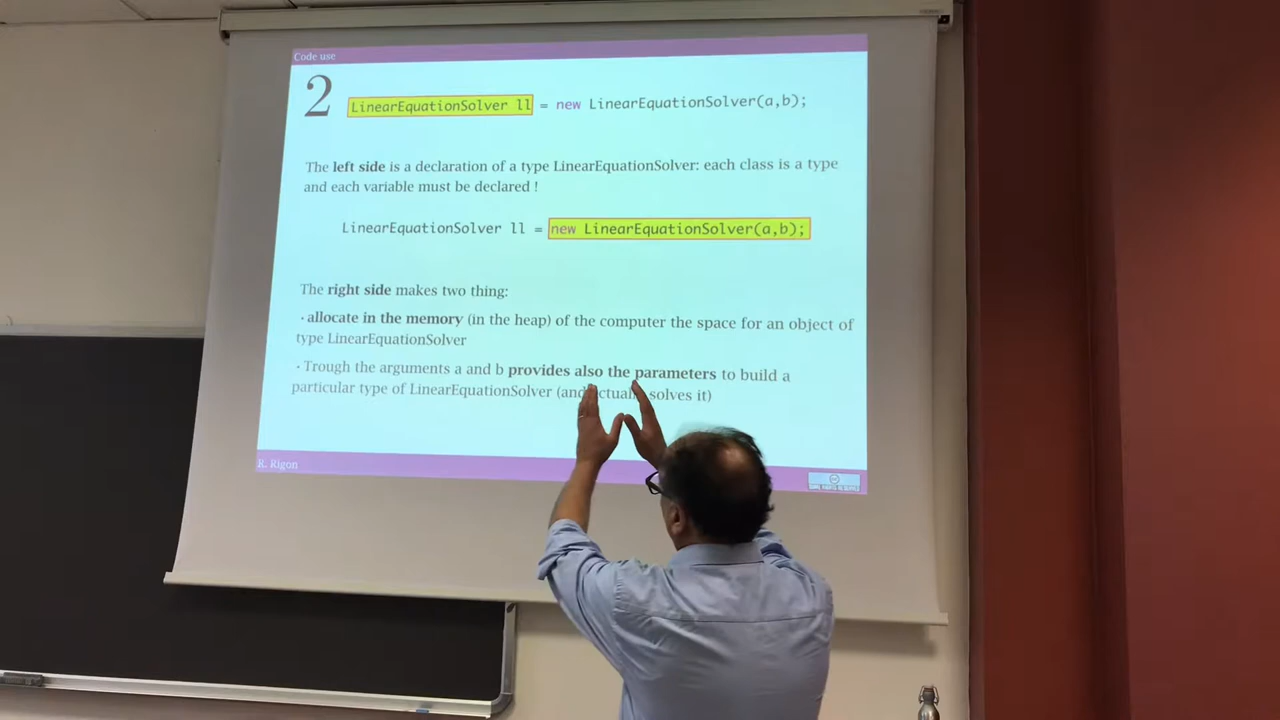 Code use
2
LinearEquationSolver ll = new LinearEquationSolver(a,b);
The left side is a declaration of a type LinearEquationSolver: each class is a type
and each variable must be declared !
LinearEquationSolver ll = new LinearEquationSolver(a,b);
The right side makes two thing:
· allocate in the memory (in the heap) of the computer the space for an object of
type LinearEquationSolver
· Trough the arguments a and b provides also the parameters to build a
particular type of LinearEquationSolver (and solves it)
R. Rigon
SOME RIGHTS RESERVED